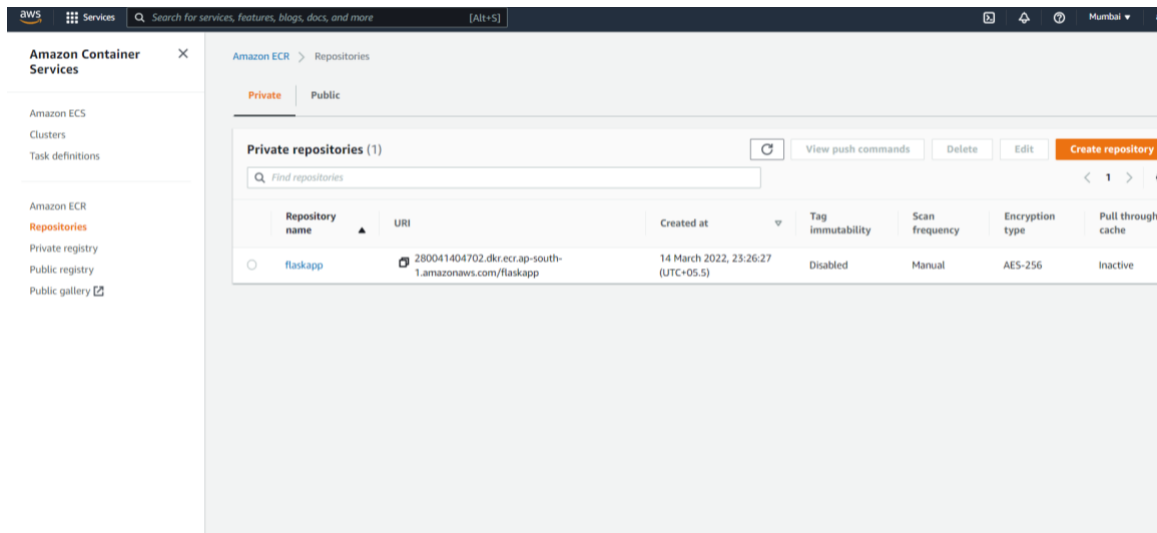 aws Services Search for services, features, blogs, docs, and more [Alt+S] Mumbai
Amazon Container
Services
Amazon ECS
Clusters
Task definitions
Amazon ECR
Repositories
Private registry
Public registry
Public gallery
Amazon ECR > Repositories
Private Public
Private repositories (1) View push commands Delete Edit Create repository
Find repositories
< 1 >
Repository
name
URI
Created at
Tag
immutability
Scan
frequency
Encryption
type
Pull through
cache
flaskapp
280041404702.dkr.ecr.ap-south-
1.amazonaws.com/flaskapp
14 March 2022, 23:26:27
(UTC+05.5)
Disabled
Manual
AES-256
Inactive